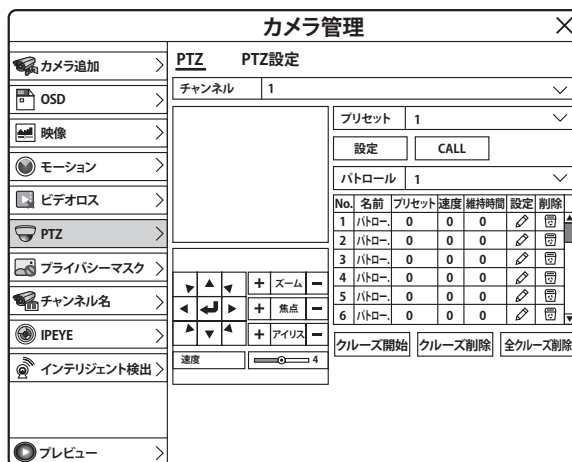 カメラ管理
カメラ追加
OSD
映像
モーション
ビデオロス
PTZ
プライバシーマスク
チャンネル名
IPEYE
インテリジェント検出
プレビュー
PTZ PTZ設定
チャンネル 1
プリセット 1
設定 CALL
パトロール 1
No. 名前 プリセット 速度 維持時間 設定 削除
1 パトロー. 0 0 0
2 パトロー. 0 0 0
3 パトロー. 0 0 0
4 パトロー. 0 0 0
5 パトロー. 0 0 0
6 パトロー. 0 0 0
クルーズ開始 クルーズ削除 全クルーズ削除
+ ズーム −
+ 焦点 −
+ アイリス −
速度 4